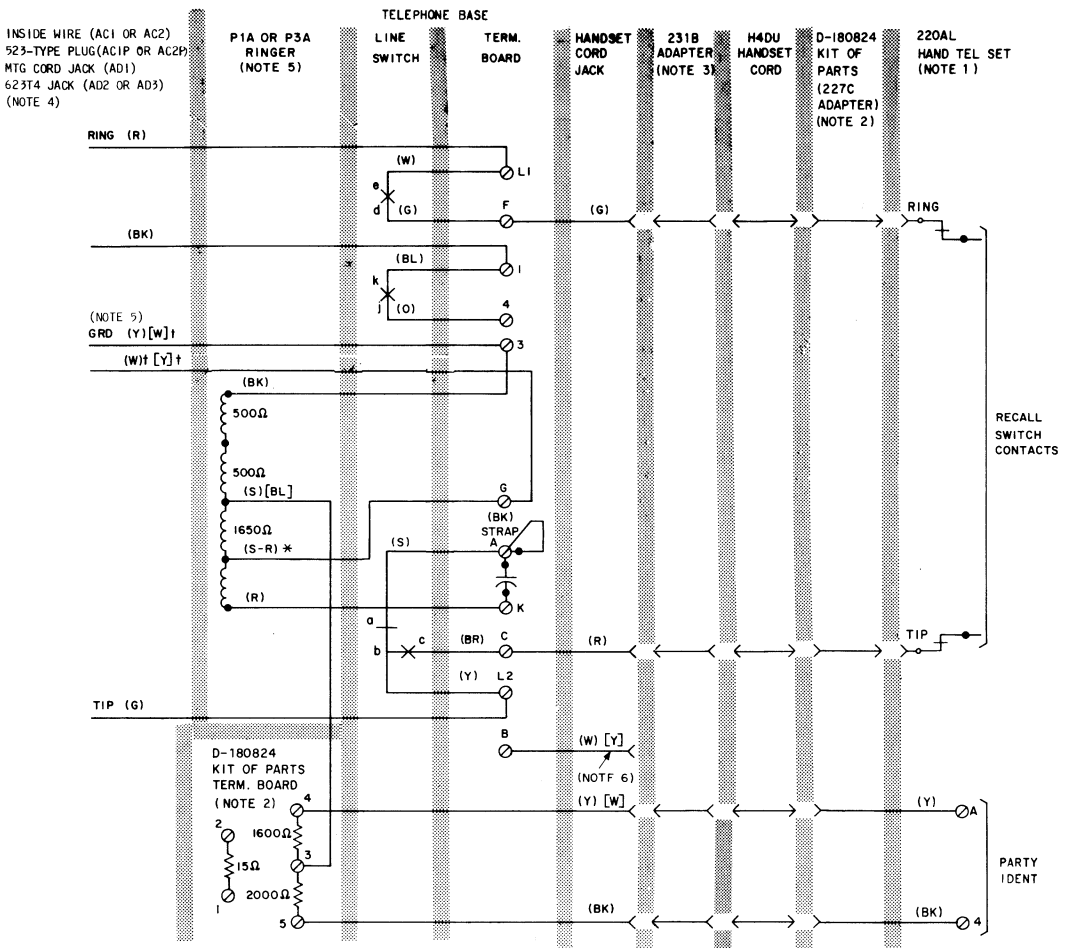 TELEPHONE BASE
INSIDE WIRE (AC1 OR AC2)
523-TYPE PLUG(AC1P OR AC2P)
MTG CORD JACK (AD1)
623T4 JACK (AD2 OR AD3)
(NOTE 4)
P1A OR P3A
RINGER
(NOTE 5)
LINE
SWITCH
TERM.
BOARD
HANDSET
CORD
JACK
231B
ADAPTER
(NOTE 3)
H4DU
HANDSET
CORD
D-180824
KIT OF
PARTS
(227C
ADAPTER)
(NOTE 2)
220AL
HAND TEL SET
(NOTE 1)
RING (R)
(W)
L1
e
d
(G)
F
(G)
RING
(BK)
(BL)
1
k
j
(O)
4
(NOTE 5)
GRD (Y)[W]†
3
(W)† [Y]†
(BK)
500Ω
500Ω
(S)[BL]
1650Ω
(S-R) *
(R)
G
(BK)
STRAP
A
(S)
K
a
b
c
(BR)
C
(R)
TIP
(Y)
L2
RECALL
SWITCH
CONTACTS
TIP (G)
B
(W) [Y]
(NOTF 6)
D-180824
KIT OF PARTS
TERM. BOARD
(NOTE 2)
4
(Y) [W]
(Y)
A
2
1600Ω
15Ω
3
1
2000Ω
5
(BK)
(BK)
4
PARTY
IDENT